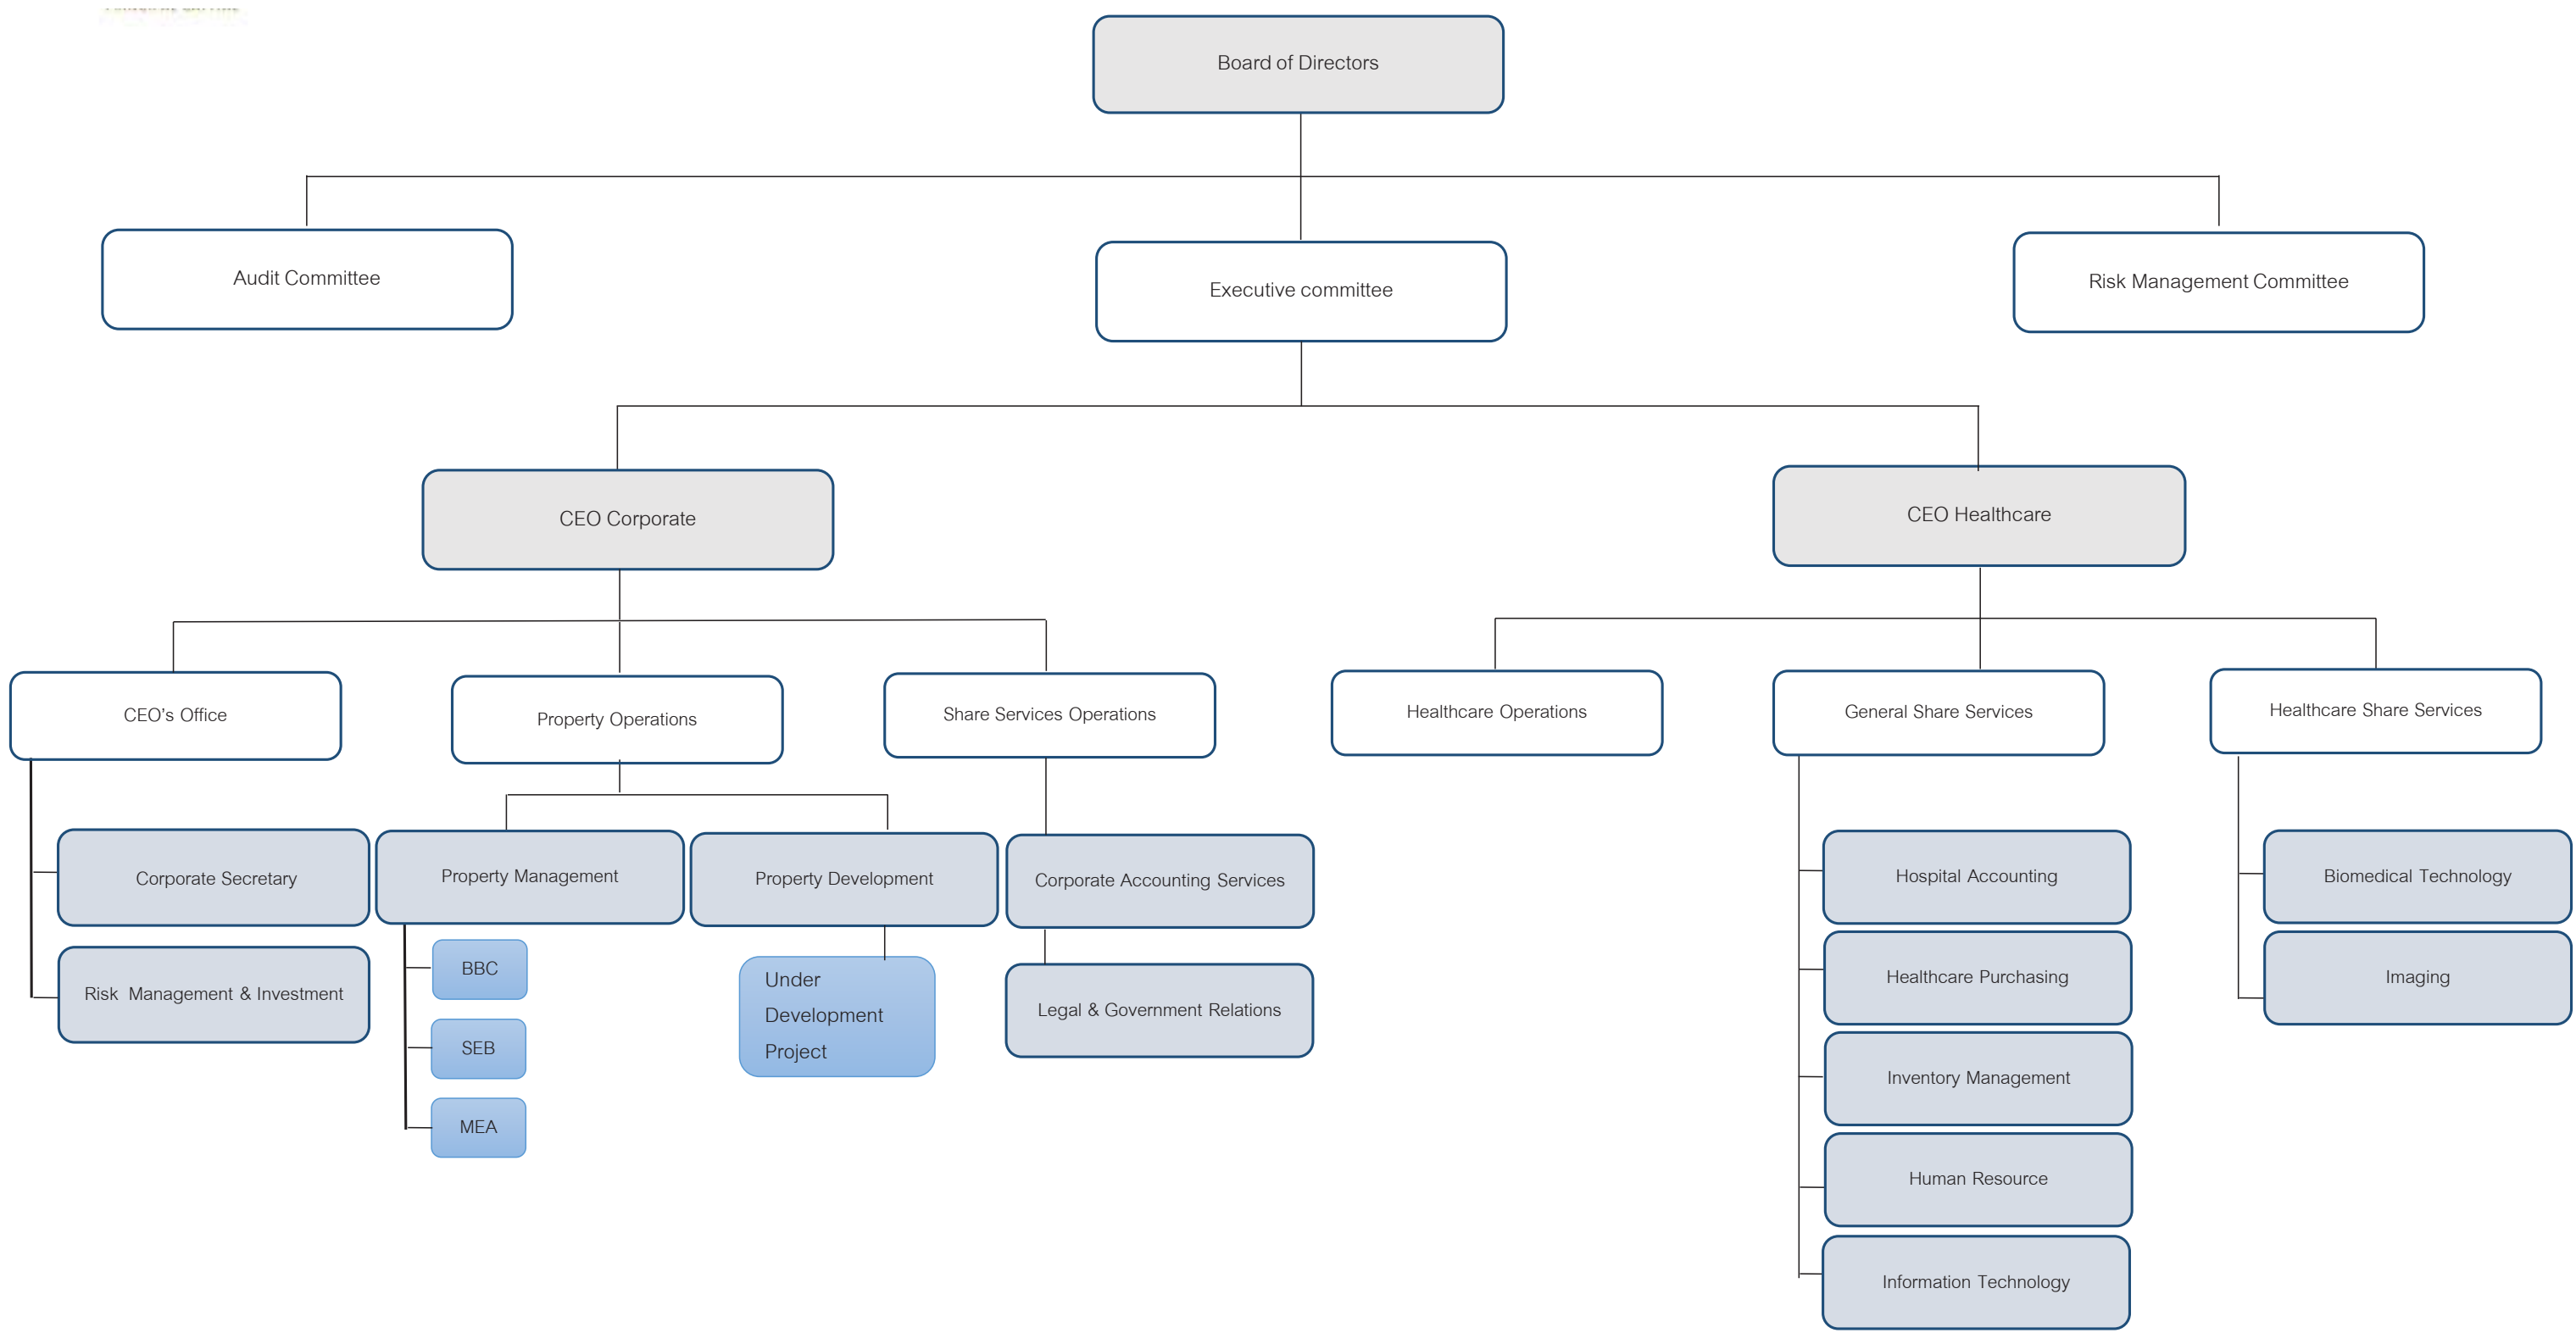 Board of Directors
Audit Committee
Executive committee
Risk Management Committee
CEO Corporate
CEO Healthcare
CEO’s Office
Property Operations
Share Services Operations
Healthcare Operations
General Share Services
Healthcare Share Services
Corporate Secretary
Property Management
Property Development
Corporate Accounting Services
Hospital Accounting
Biomedical Technology
Risk Management & Investment
BBC
SEB
MEA
Under
Development
Project
Legal & Government Relations
Healthcare Purchasing
Imaging
Inventory Management
Human Resource
Information Technology